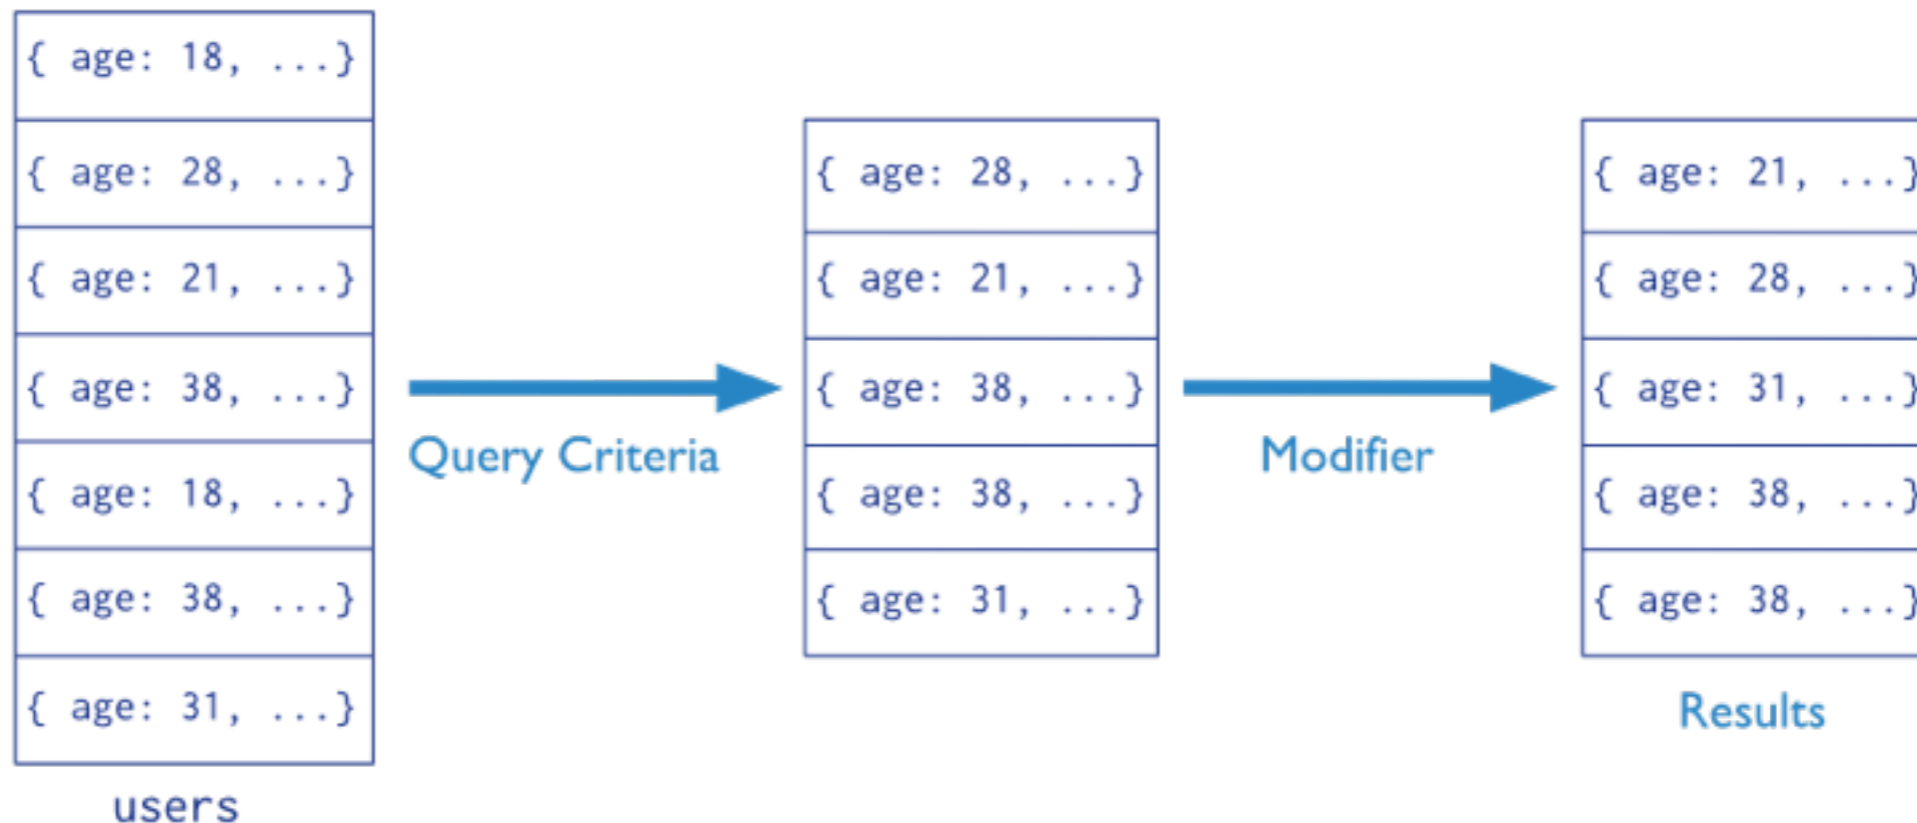 { age: 18, ...}
{ age: 28, ...}
{ age: 21, ...}
{ age: 38, ...}
{ age: 18, ...}
{ age: 38, ...}
{ age: 31, ...}
users
Query Criteria
{ age: 28, ...}
{ age: 21, ...}
{ age: 38, ...}
{ age: 38, ...}
{ age: 31, ...}
Modifier
{ age: 21, ...}
{ age: 28, ...}
{ age: 31, ...}
{ age: 38, ...}
{ age: 38, ...}
Results